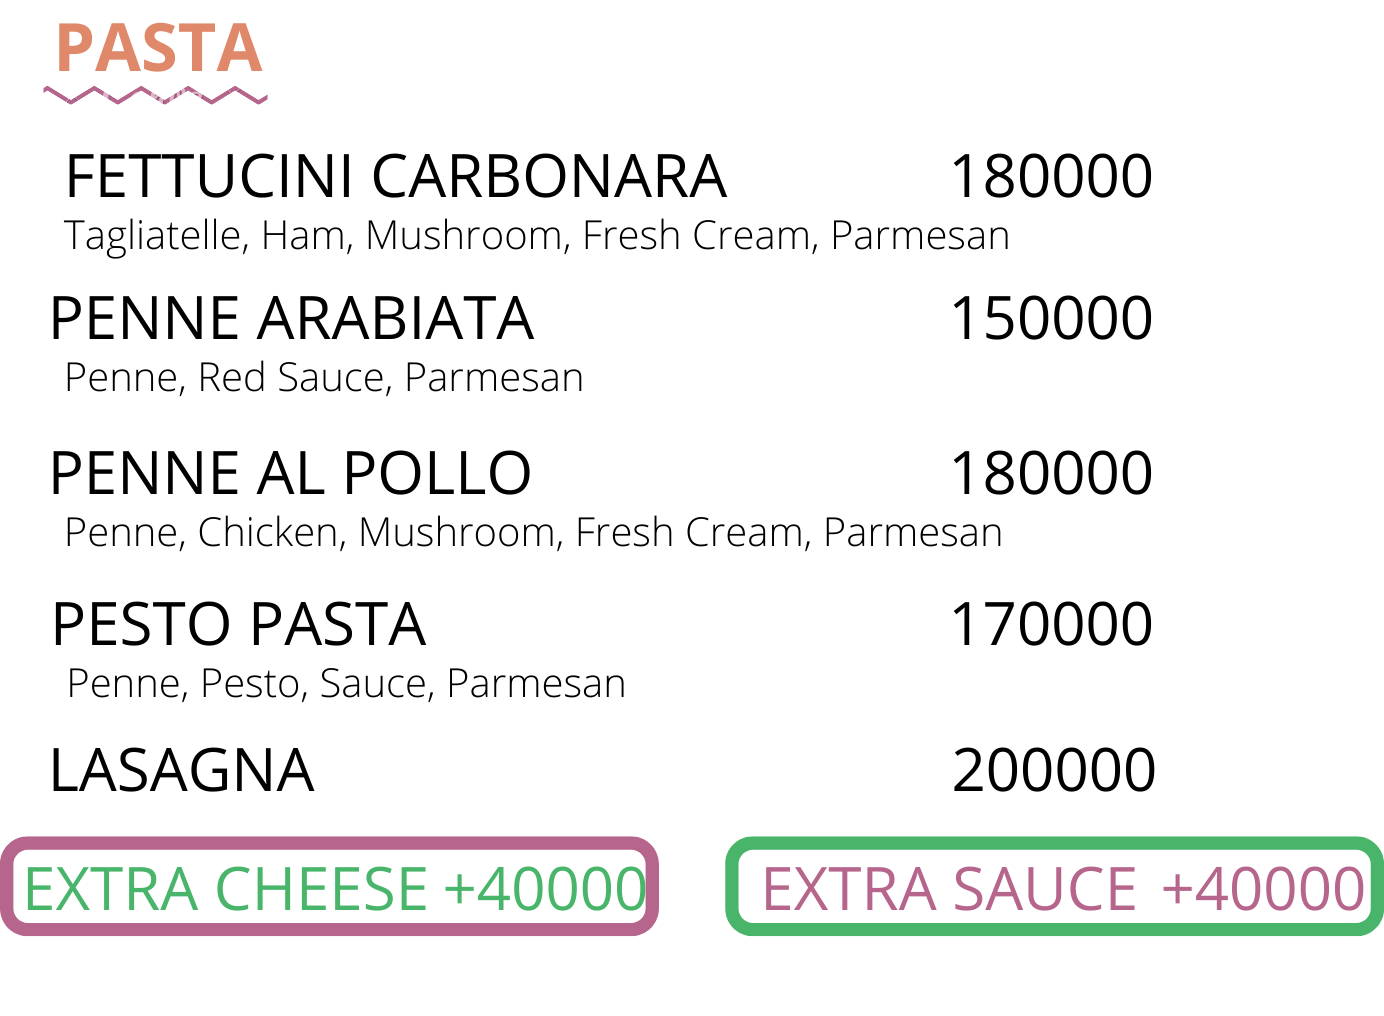 PASTA
FETTUCINI CARBONARA 180000
Tagliatelle, Ham, Mushroom, Fresh Cream, Parmesan
PENNE ARABIATA 150000
Penne, Red Sauce, Parmesan
PENNE AL POLLO 180000
Penne, Chicken, Mushroom, Fresh Cream, Parmesan
PESTO PASTA 170000
Penne, Pesto, Sauce, Parmesan
LASAGNA 200000
EXTRA CHEESE +40000 EXTRA SAUCE +40000